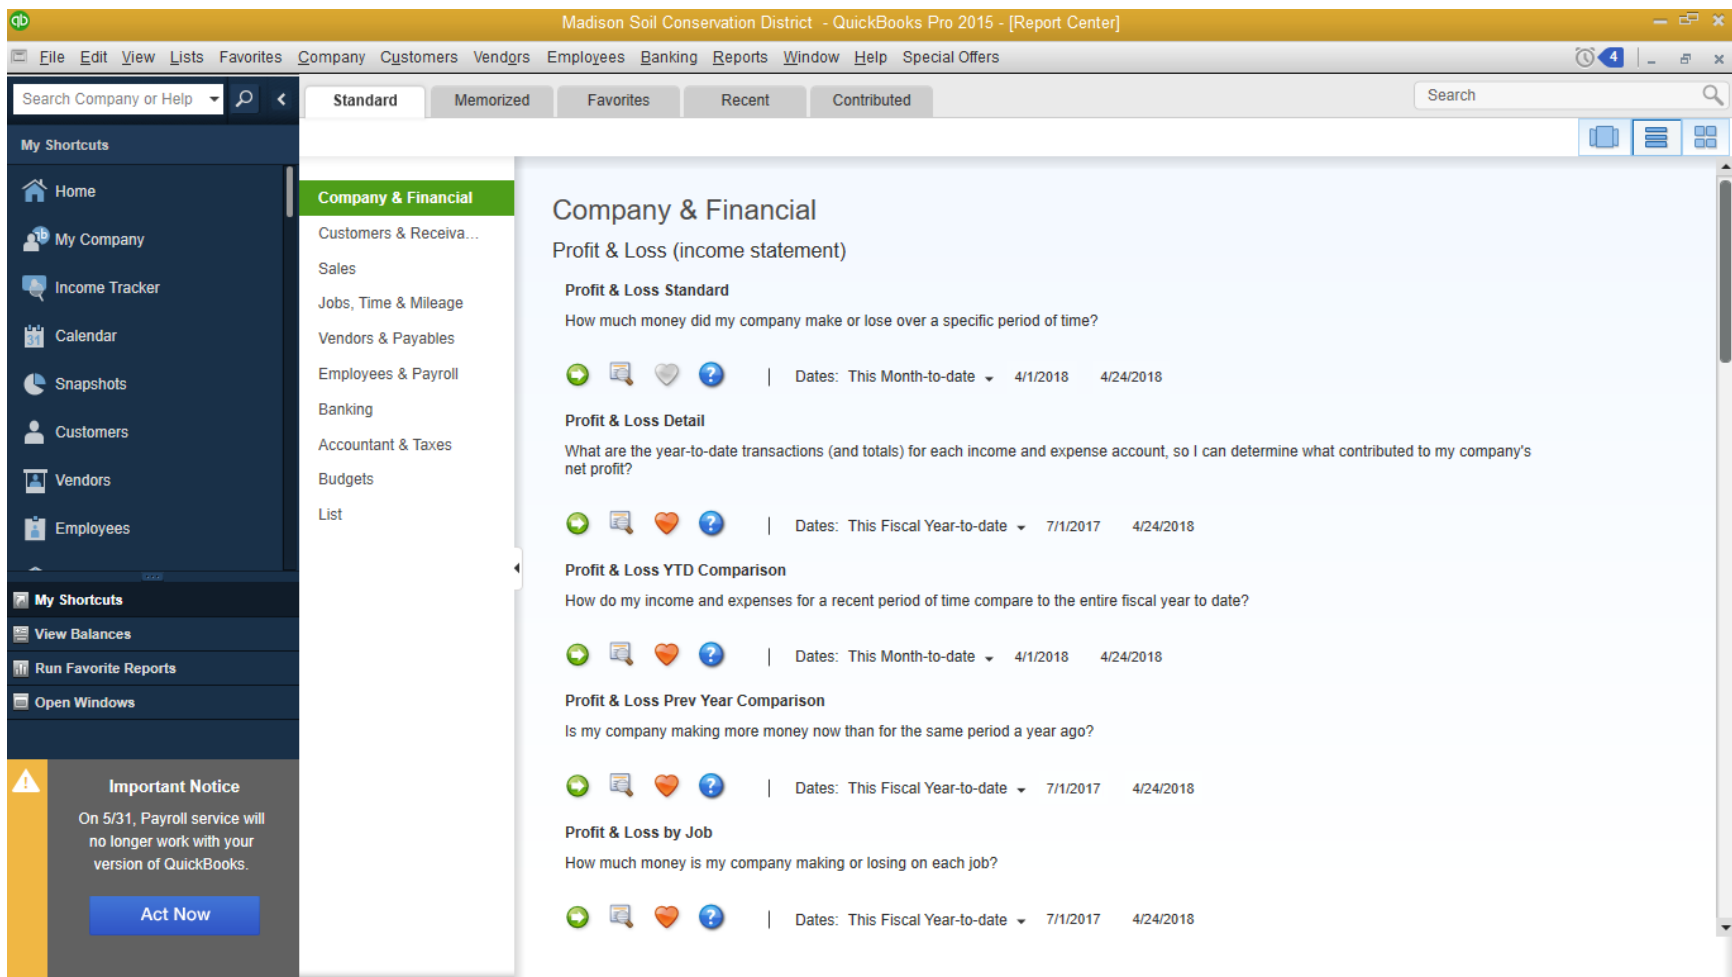 qb
Madison Soil Conservation District - QuickBooks Pro 2015 - [Report Center]
File Edit View Lists Favorites Company Customers Vendors Employees Banking Reports Window Help Special Offers
4
Search Company or Help
Standard Memorized Favorites Recent Contributed
Search
My Shortcuts
Home
My Company
Income Tracker
31
Calendar
Snapshots
Customers
Vendors
Employees
My Shortcuts
View Balances
Run Favorite Reports
Open Windows
Important Notice
On 5/31, Payroll service will
no longer work with your
version of QuickBooks.
Act Now
Company & Financial
Customers & Receiva...
Sales
Jobs, Time & Mileage
Vendors & Payables
Employees & Payroll
Banking
Accountant & Taxes
Budgets
List
Company & Financial
Profit & Loss (income statement)
Profit & Loss Standard
How much money did my company make or lose over a specific period of time?
? | Dates: This Month-to-date 4/1/2018 4/24/2018
Profit & Loss Detail
What are the year-to-date transactions (and totals) for each income and expense account, so I can determine what contributed to my company's
net profit?
? | Dates: This Fiscal Year-to-date 7/1/2017 4/24/2018
Profit & Loss YTD Comparison
How do my income and expenses for a recent period of time compare to the entire fiscal year to date?
? | Dates: This Month-to-date 4/1/2018 4/24/2018
Profit & Loss Prev Year Comparison
Is my company making more money now than for the same period a year ago?
? | Dates: This Fiscal Year-to-date 7/1/2017 4/24/2018
Profit & Loss by Job
How much money is my company making or losing on each job?
? | Dates: This Fiscal Year-to-date 7/1/2017 4/24/2018